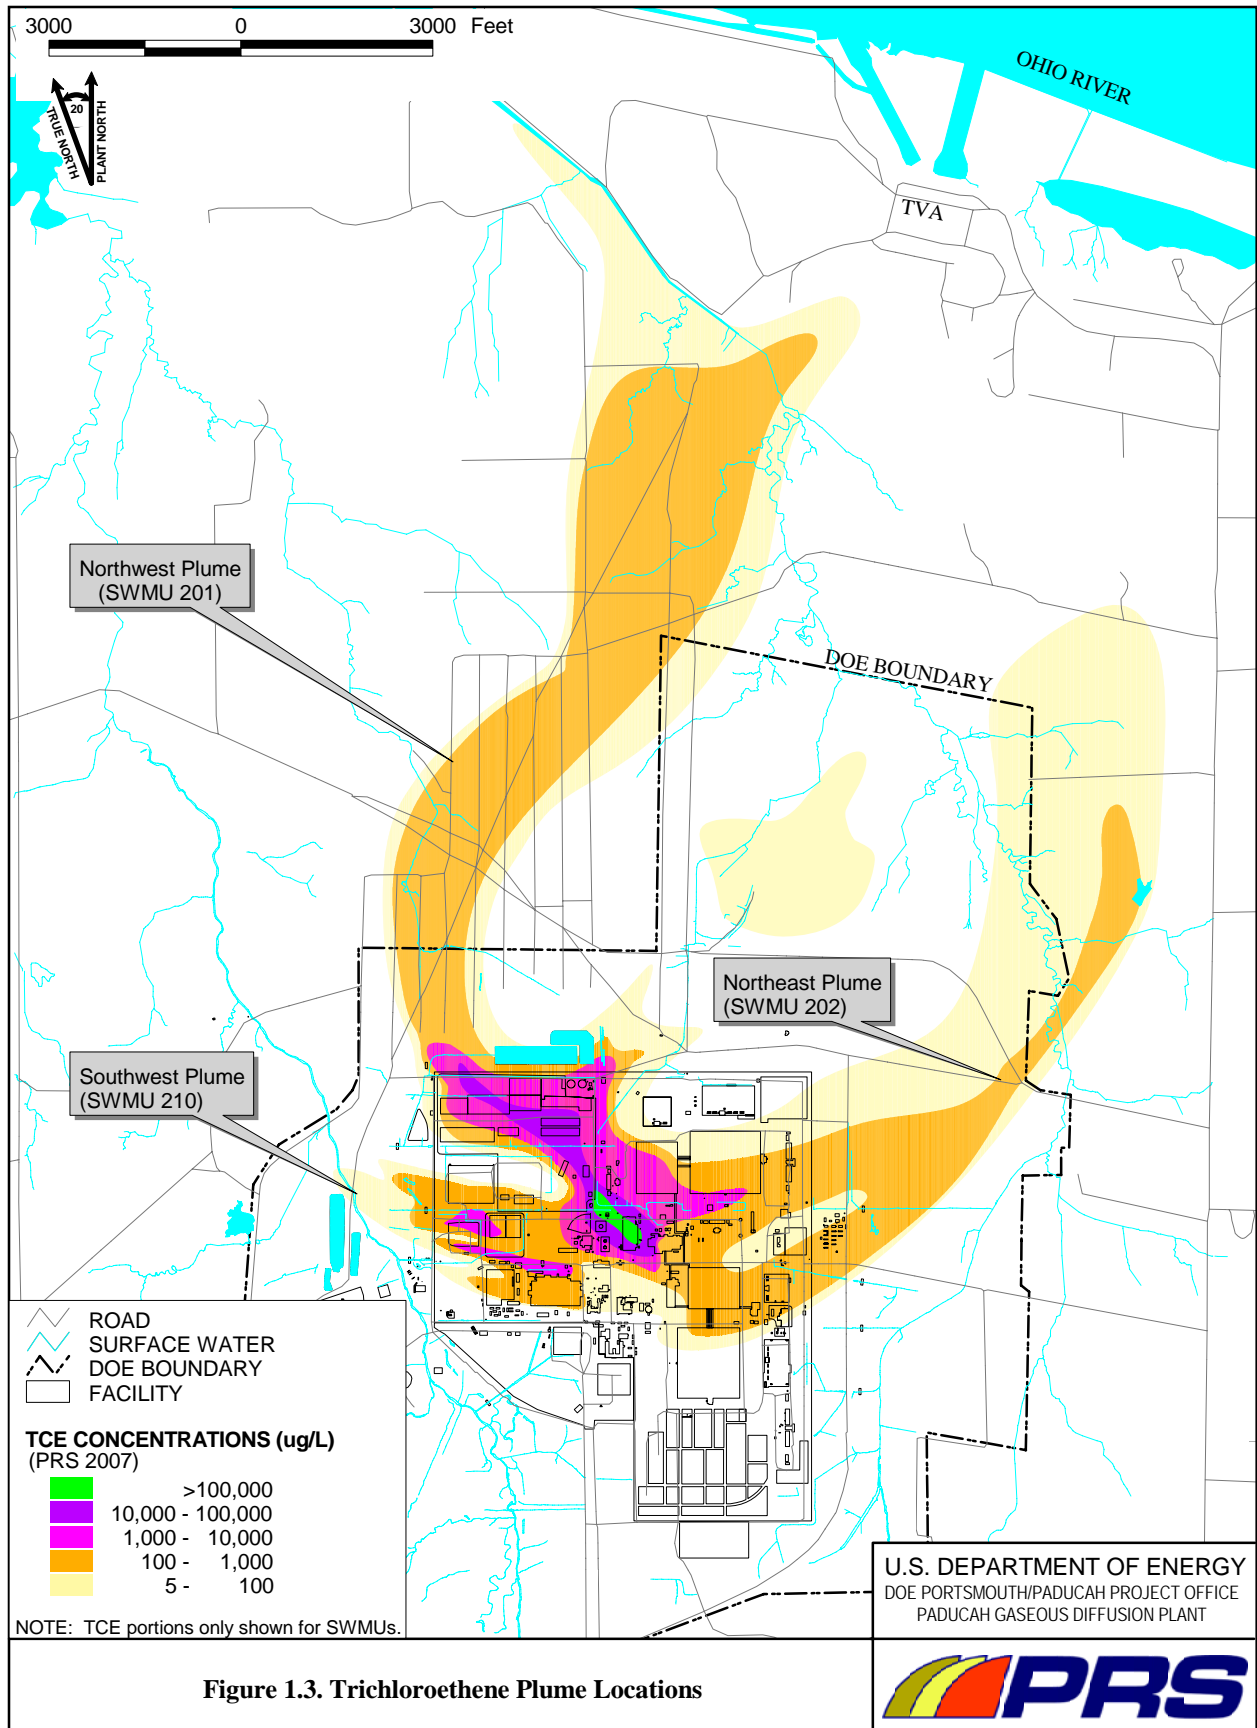 3000 0 3000 Feet
20
TRUE NORTH
PLANT NORTH
OHIO RIVER
TVA
Northwest Plume
(SWMU 201)
DOE BOUNDARY
Northeast Plume
(SWMU 202)
Southwest Plume
(SWMU 210)
ROAD
SURFACE WATER
DOE BOUNDARY
FACILITY
TCE CONCENTRATIONS (ug/L)
(PRS 2007)
>100,000
10,000 - 100,000
1,000 - 10,000
100 - 1,000
5 - 100
NOTE: TCE portions only shown for SWMUs.
U.S. DEPARTMENT OF ENERGY
DOE PORTSMOUTH/PADUCAH PROJECT OFFICE
PADUCAH GASEOUS DIFFUSION PLANT
Figure 1.3. Trichloroethene Plume Locations
PRS